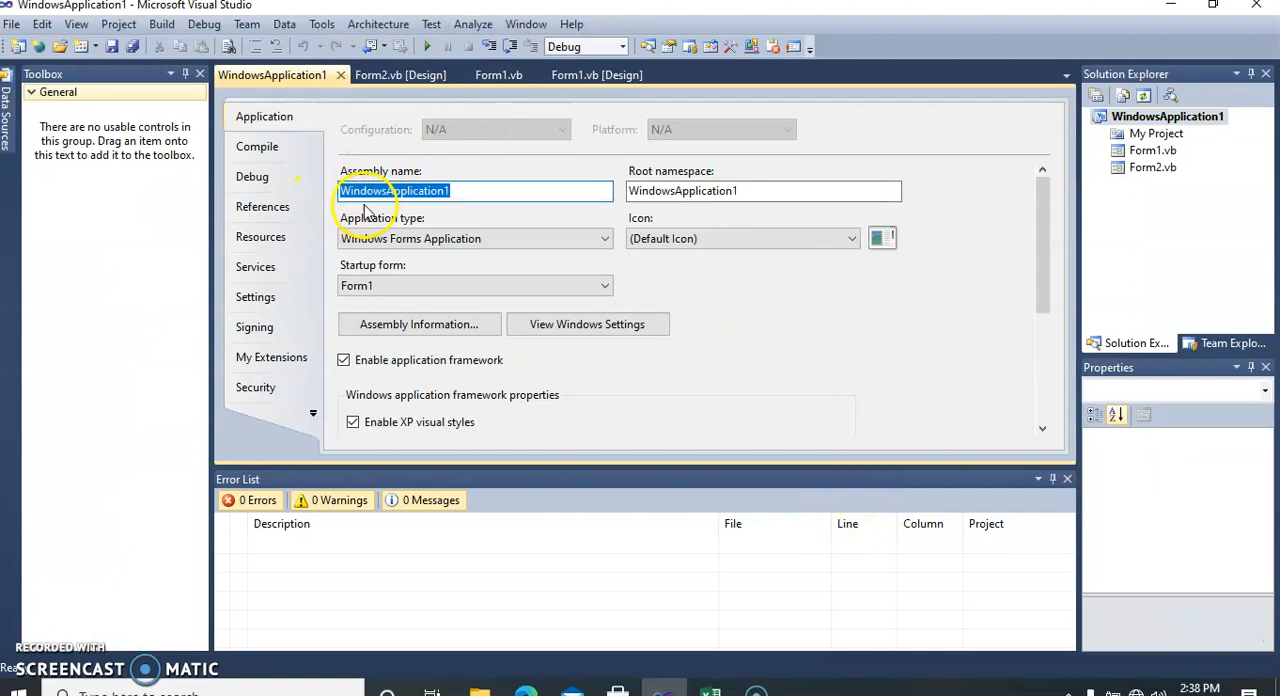 WindowsApplication1 - Microsoft Visual Studio
File Edit View Project Build Debug Team Data Tools Architecture Test Analyze Window Help
Debug
Toolbox
WindowsApplication1 Form2.vb [Design] Form1.vb Form1.vb [Design]
Solution Explorer
Data Sources
General
There are no usable controls in
this group. Drag an item onto
this text to add it to the toolbox.
Application
Compile
Debug
References
Resources
Services
Settings
Signing
My Extensions
Security
Configuration: N/A Platform: N/A
Assembly name: Root namespace:
WindowsApplication1 WindowsApplication1
Application type: Icon:
Windows Forms Application (Default Icon)
Startup form:
Form1
Assembly Information... View Windows Settings
Enable application framework
Windows application framework properties
Enable XP visual styles
WindowsApplication1
My Project
Form1.vb
Form2.vb
Solution Ex... Team Explo...
Properties
Error List
0 Errors 0 Warnings 0 Messages
Description File Line Column Project
RECORDED WITH
SCREENCAST MATIC
Type here to search
2:38 PM